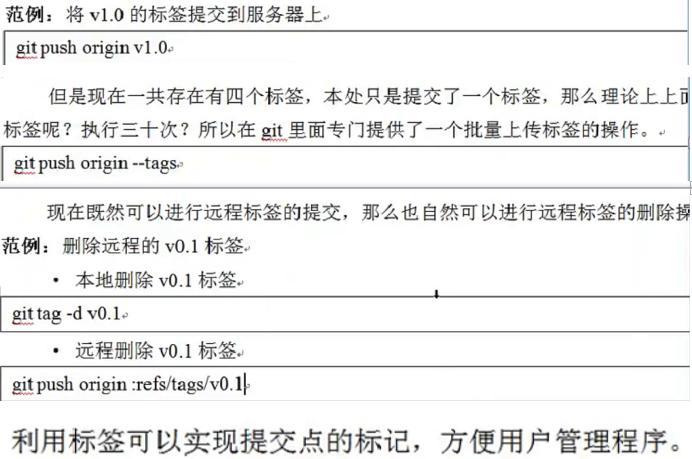 范例：将 v1.0 的标签提交到服务器上
git push origin v1.0
但是现在一共存在有四个标签，本处只是提交了一个标签，那么理论上上面
标签呢？执行三十次？所以在 git 里面专门提供了一个批量上传标签的操作。
git push origin --tags
现在既然可以进行远程标签的提交，那么也自然可以进行远程标签的删除操
范例：删除远程的 v0.1 标签
• 本地删除 v0.1 标签
git tag -d v0.1
• 远程删除 v0.1 标签
git push origin :refs/tags/v0.1
利用标签可以实现提交点的标记，方便用户管理程序。